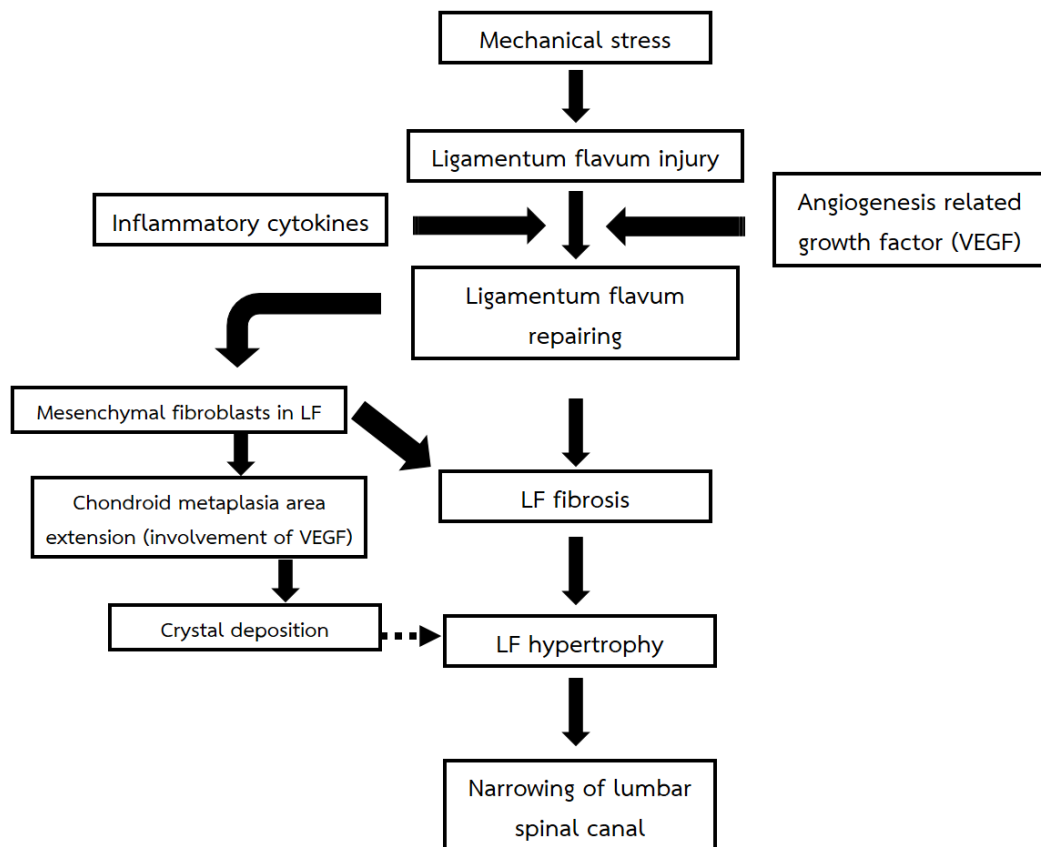 Mechanical stress
Ligamentum flavum injury
Inflammatory cytokines
Angiogenesis related
growth factor (VEGF)
Ligamentum flavum
repairing
Mesenchymal fibroblasts in LF
Chondroid metaplasia area
extension (involvement of VEGF)
LF fibrosis
Crystal deposition
LF hypertrophy
Narrowing of lumbar
spinal canal